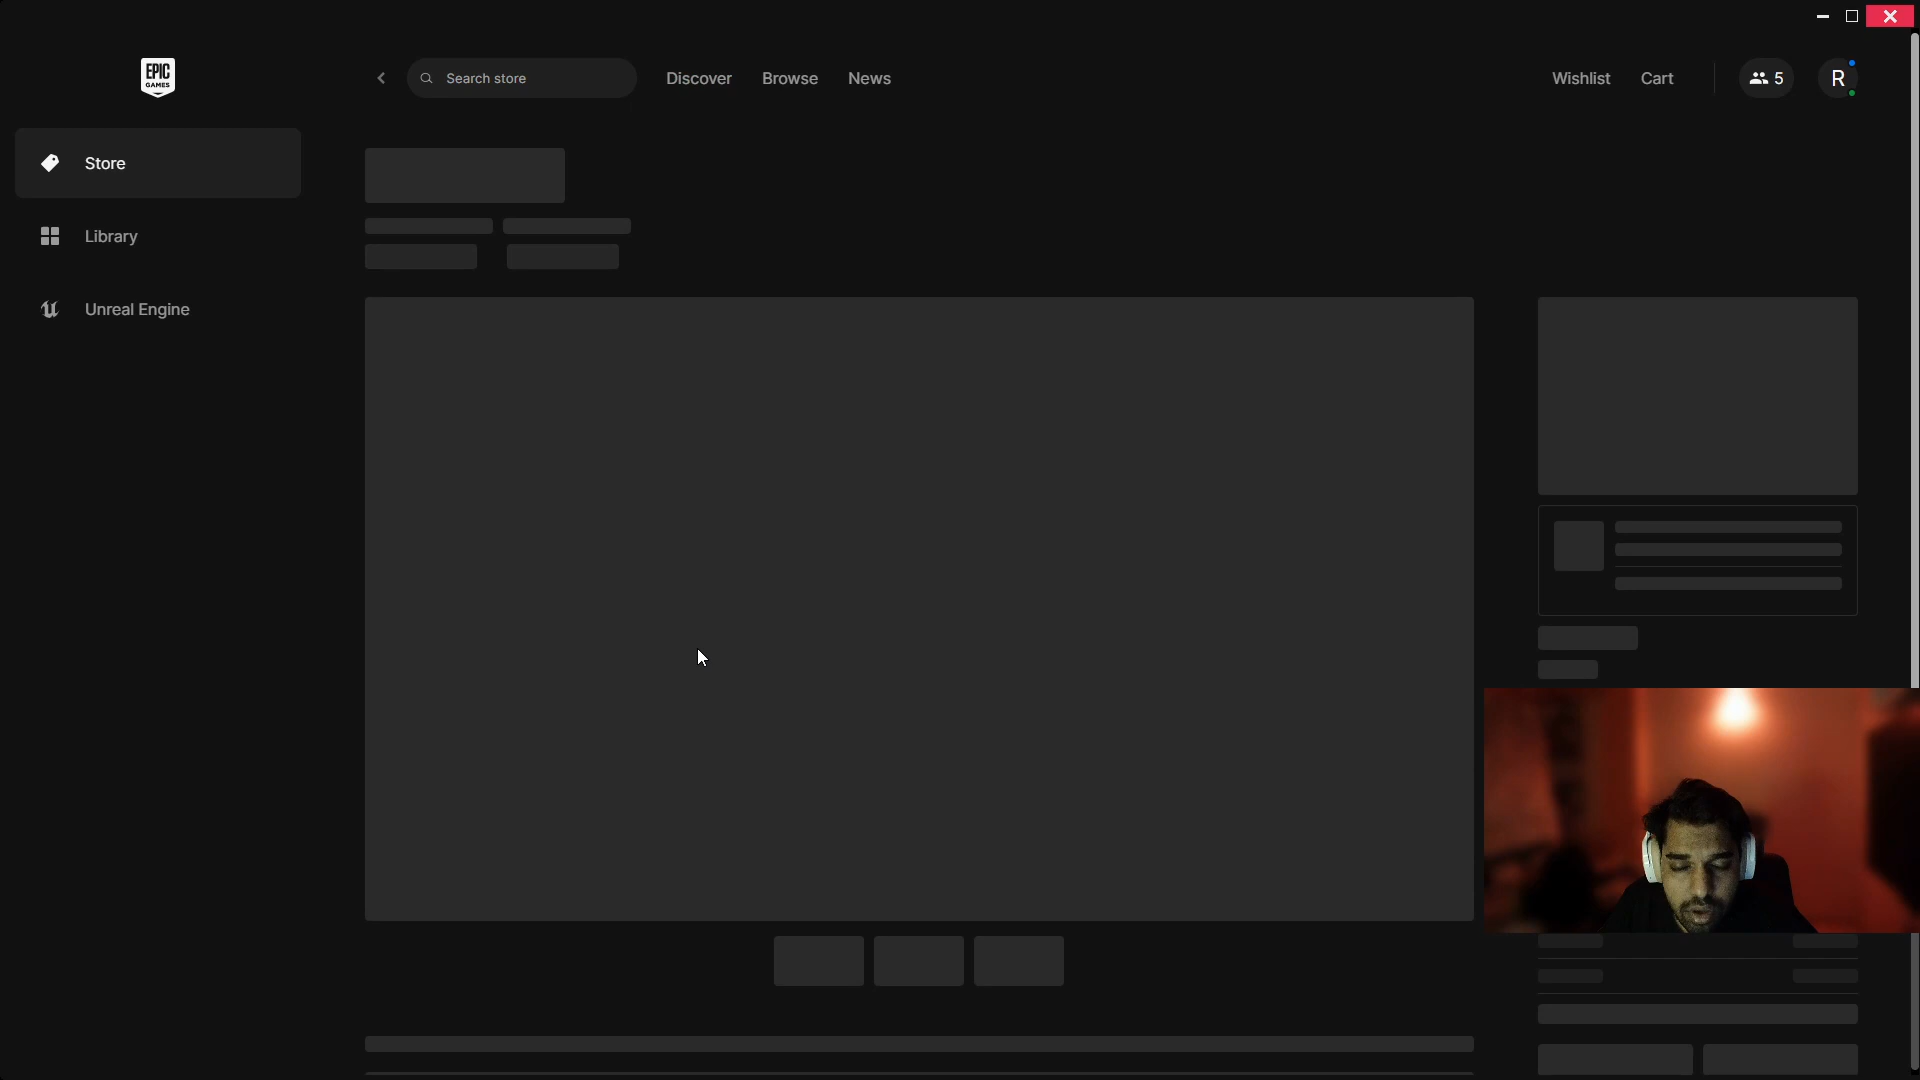 EPIC
GAMES
Search store
Discover
Browse
News
Wishlist
Cart
5
R
Store
Library
Unreal Engine